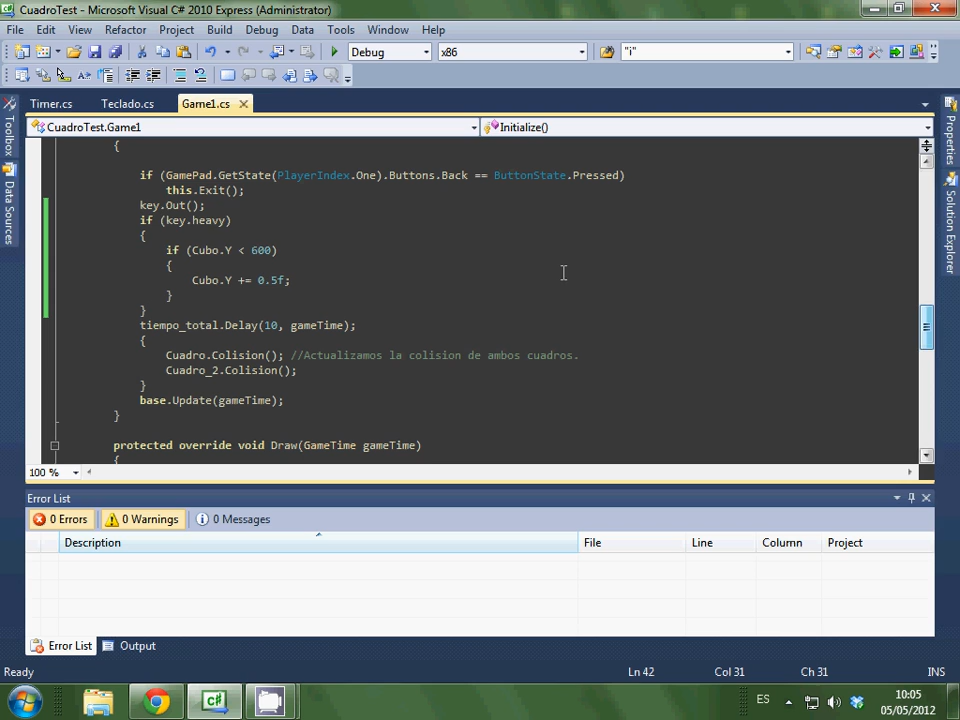 CuadroTest - Microsoft Visual C# 2010 Express (Administrator)
File Edit View Refactor Project Build Debug Data Tools Window Help
Debug x86 "i"
Timer.cs Teclado.cs Game1.cs
CuadroTest.Game1 Initialize()
Toolbox
Data Sources
Properties
Solution Explorer
{
if (GamePad.GetState(PlayerIndex.One).Buttons.Back == ButtonState.Pressed)
this.Exit();
key.Out();
if (key.heavy)
{
if (Cubo.Y < 600)
{
Cubo.Y += 0.5f;
}
}
tiempo_total.Delay(10, gameTime);
{
Cuadro.Colision(); //Actualizamos la colision de ambos cuadros.
Cuadro_2.Colision();
}
base.Update(gameTime);
}
protected override void Draw(GameTime gameTime)
{
100 %
Error List
0 Errors 0 Warnings 0 Messages
Description File Line Column Project
Error List Output
Ready Ln 42 Col 31 Ch 31 INS
C# ES 10:05
05/05/2012